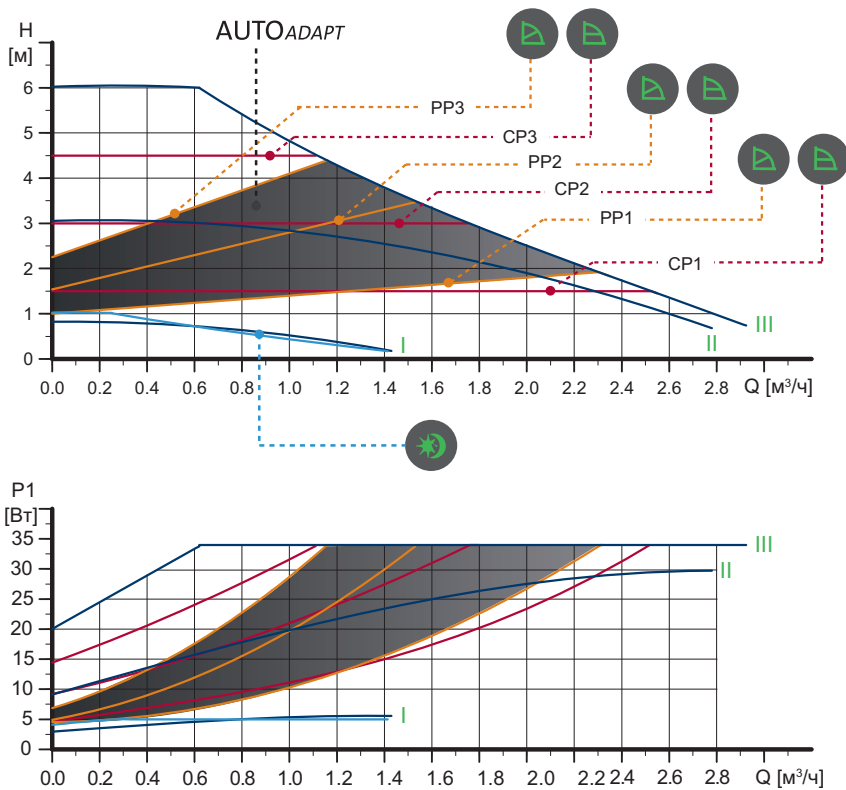 H
[м]
AUTOADAPT
6
5
4
3
2
1
0
PP3
CP3
PP2
CP2
PP1
CP1
I
II
III
0.0 0.2 0.4 0.6 0.8 1.0 1.2 1.4 1.6 1.8 2.0 2.2 2.4 2.6 2.8 Q [м³/ч]
P1
[Вт]
35
30
25
20
15
10
5
0
III
II
I
0.0 0.2 0.4 0.6 0.8 1.0 1.2 1.4 1.6 1.8 2.0 2.2 2.4 2.6 2.8 Q [м³/ч]